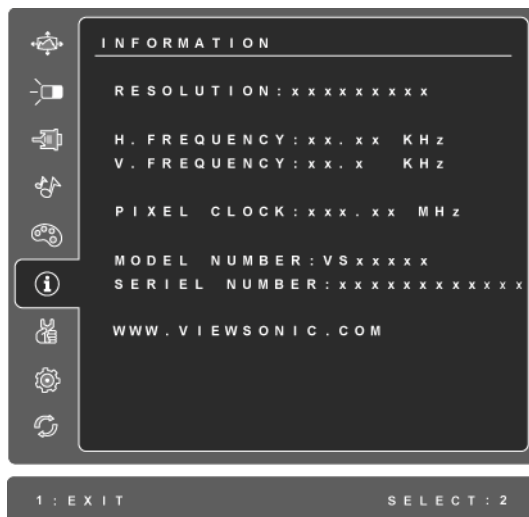 INFORMATION
RESOLUTION:xxxxxxxxx
H. FREQUENCY:xx.xx KHz
V. FREQUENCY:xx.x KHz
PIXEL CLOCK:xxx.xx MHz
MODEL NUMBER:VSxxxxx
SERIEL NUMBER:xxxxxxxxxxxx
WWW.VIEWSONIC.COM
1:EXIT SELECT:2